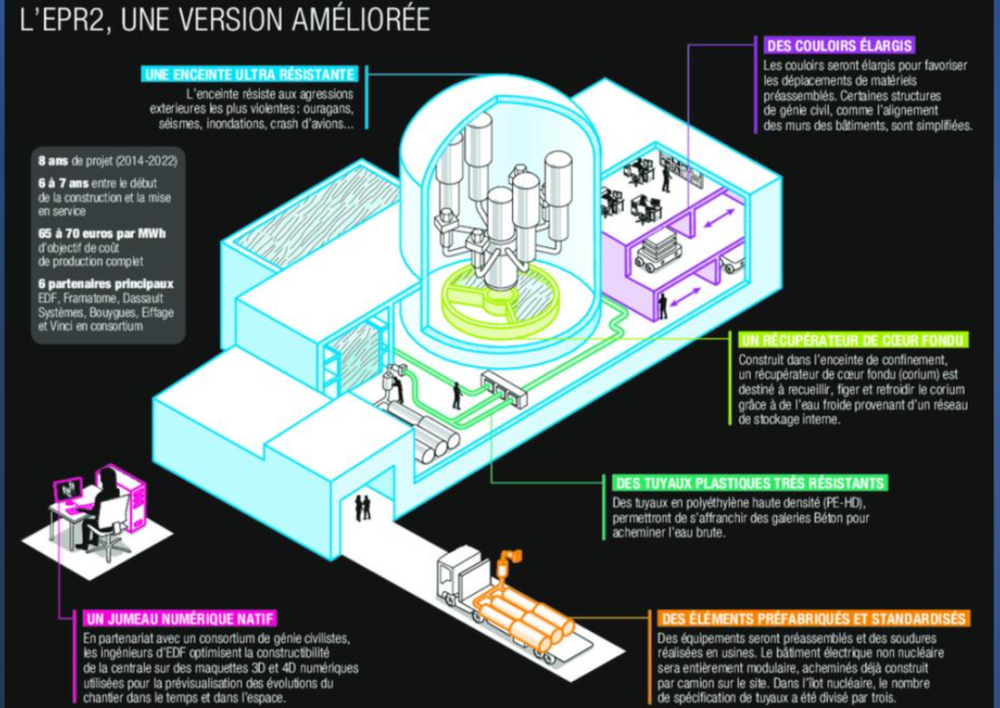 L'EPR2, UNE VERSION AMÉLIORÉE
UNE ENCEINTE ULTRA RÉSISTANTE
L'enceinte résiste aux agressions
exterieures les plus violentes : ouragans,
séismes, inondations, crash d'avions...
DES COULOIRS ÉLARGIS
Les couloirs seront élargis pour favoriser
les déplacements de matériels
préassemblés. Certaines structures
de génie civil, comme l'alignement
des murs des bâtiments, sont simplifiées.
8 ans de projet (2014-2022)
6 à 7 ans entre le début
de la construction et la mise
en service
65 à 70 euros par MWh
d'objectif de coût
de production complet
6 partenaires principaux
EDF, Framatome, Dassault
Systèmes, Bouygues, Eiffage
et Vinci en consortium
UN RÉCUPÉRATEUR DE CŒUR FONDU
Construit dans l'enceinte de confinement,
un récupérateur de cœur fondu (corium) est
destiné à recueillir, figer et refroidir le corium
grâce à de l'eau froide provenant d'un réseau
de stockage interne.
DES TUYAUX PLASTIQUES TRÈS RÉSISTANTS
Des tuyaux en polyéthylène haute densité (PE-HD),
permettront de s'affranchir des galeries Béton pour
acheminer l'eau brute.
UN JUMEAU NUMÉRIQUE NATIF
En partenariat avec un consortium de génie civilistes,
les ingénieurs d'EDF optimisent la constructibilité
de la centrale sur des maquettes 3D et 4D numériques
utilisées pour la prévisualisation des évolutions du
chantier dans le temps et dans l'espace.
DES ÉLÉMENTS PRÉFABRIQUÉS ET STANDARDISÉS
Des équipements seront préassemblés et des soudures
réalisées en usines. Le bâtiment électrique non nucléaire
sera entièrement modulaire, acheminés déjà construit
par camion sur le site. Dans l'îlot nucléaire, le nombre
de spécification de tuyaux a été divisé par trois.